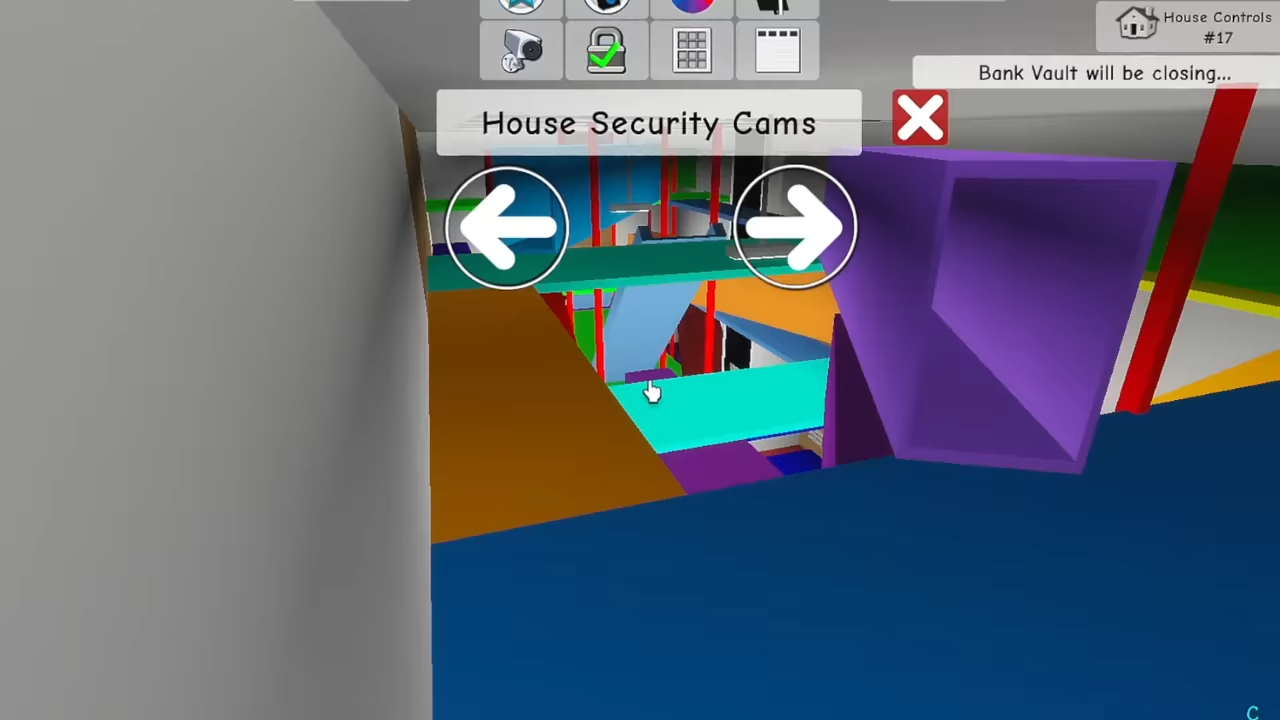 House Controls
#17
Bank Vault will be closing...
House Security Cams
C